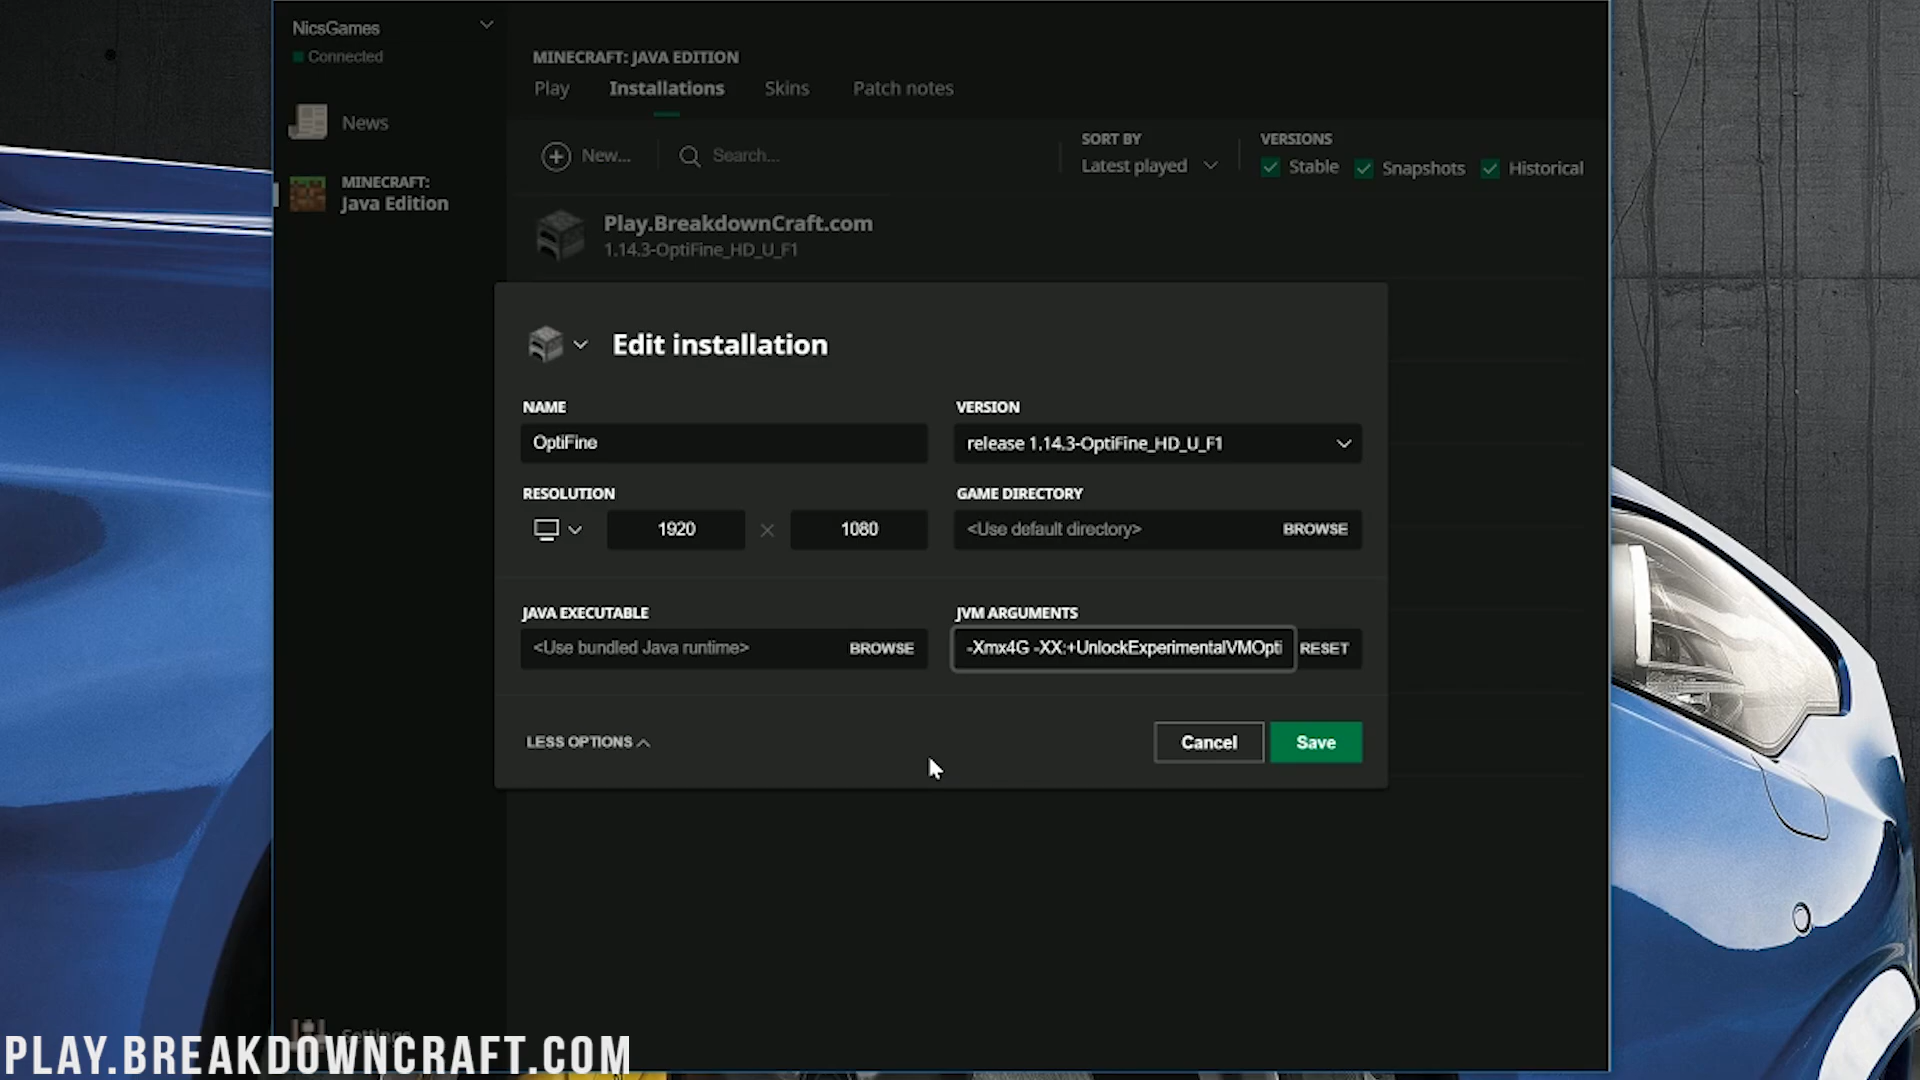 NicsGames
Connected
News
MINECRAFT:
Java Edition
Settings
MINECRAFT: JAVA EDITION
Play Installations Skins Patch notes
New... Search...
SORT BY
Latest played
VERSIONS
Stable Snapshots Historical
Play.BreakdownCraft.com
1.14.3-OptiFine_HD_U_F1
Edit installation
NAME
OptiFine
VERSION
release 1.14.3-OptiFine_HD_U_F1
RESOLUTION
1920 × 1080
GAME DIRECTORY
<Use default directory> BROWSE
JAVA EXECUTABLE
<Use bundled Java runtime> BROWSE
JVM ARGUMENTS
-Xmx4G -XX:+UnlockExperimentalVMOpti RESET
LESS OPTIONS
Cancel Save
PLAY.BREAKDOWNCRAFT.COM